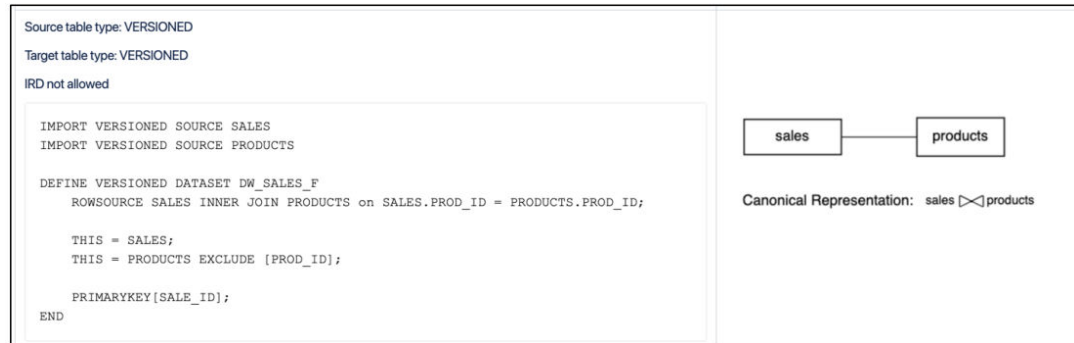 Source table type: VERSIONED
Target table type: VERSIONED
IRD not allowed
IMPORT VERSIONED SOURCE SALES
IMPORT VERSIONED SOURCE PRODUCTS
DEFINE VERSIONED DATASET DW_SALES_F
ROWSOURCE SALES INNER JOIN PRODUCTS on SALES.PROD_ID = PRODUCTS.PROD_ID;
THIS = SALES;
THIS = PRODUCTS EXCLUDE [PROD_ID];
PRIMARYKEY[SALE_ID];
END
sales products
Canonical Representation: sales ⋈ products